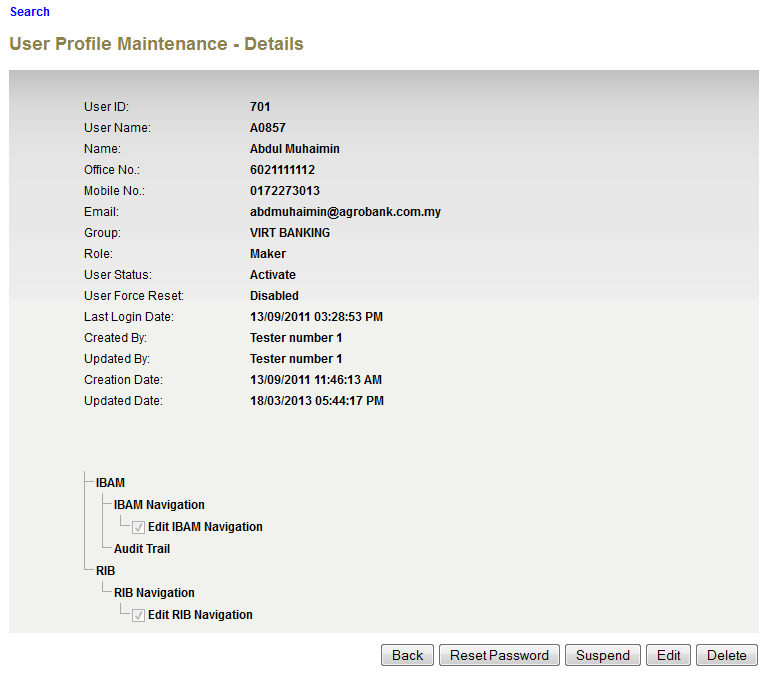 Search
User Profile Maintenance - Details
User ID: 701
User Name: A0857
Name: Abdul Muhaimin
Office No.: 6021111112
Mobile No.: 0172273013
Email: abdmuhaimin@agrobank.com.my
Group: VIRT BANKING
Role: Maker
User Status: Activate
User Force Reset: Disabled
Last Login Date: 13/09/2011 03:28:53 PM
Created By: Tester number 1
Updated By: Tester number 1
Creation Date: 13/09/2011 11:46:13 AM
Updated Date: 18/03/2013 05:44:17 PM
IBAM
IBAM Navigation
Edit IBAM Navigation
Audit Trail
RIB
RIB Navigation
Edit RIB Navigation
Back Reset Password Suspend Edit Delete